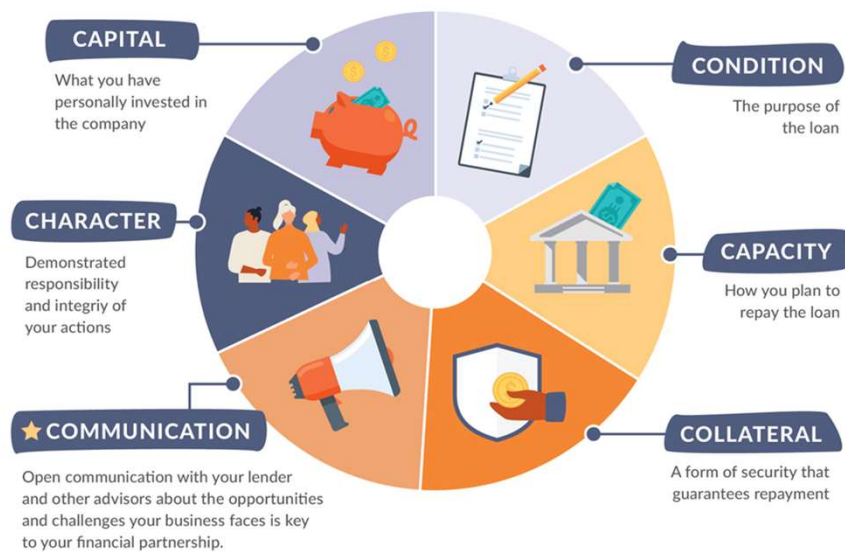 CAPITAL
What you have
personally invested in
the company
CONDITION
The purpose of
the loan
CHARACTER
Demonstrated
responsibility
and integriy of
your actions
CAPACITY
How you plan to
repay the loan
COMMUNICATION
Open communication with your lender
and other advisors about the opportunities
and challenges your business faces is key
to your financial partnership.
COLLATERAL
A form of security that
guarantees repayment